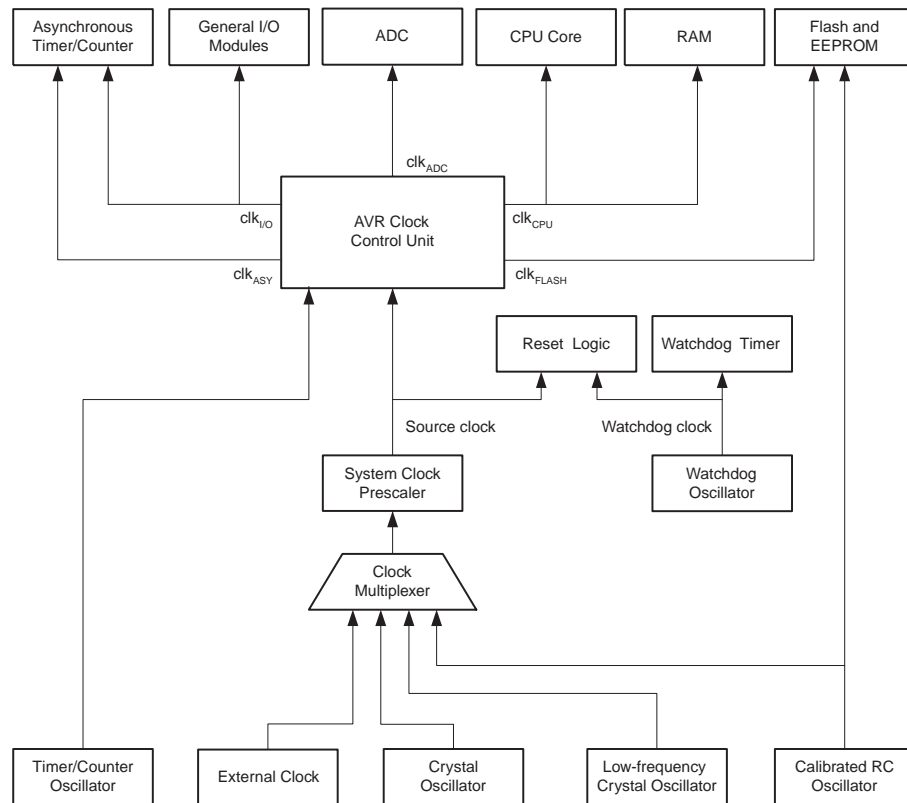 Asynchronous
Timer/Counter
General I/O
Modules
ADC
CPU Core
RAM
Flash and
EEPROM
clkADC
clkI/O
AVR Clock
Control Unit
clkCPU
clkASY
clkFLASH
Reset Logic
Watchdog Timer
Source clock
Watchdog clock
System Clock
Prescaler
Watchdog
Oscillator
Clock
Multiplexer
Timer/Counter
Oscillator
External Clock
Crystal
Oscillator
Low-frequency
Crystal Oscillator
Calibrated RC
Oscillator